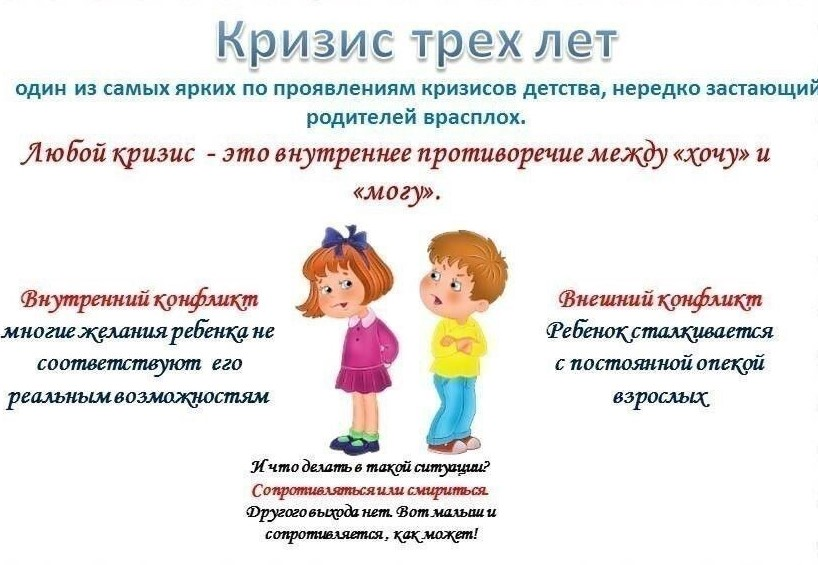 Кризис трех лет
один из самых ярких по проявлениям кризисов детства, нередко застающий
родителей врасплох.
Любой кризис - это внутреннее противоречие между «хочу» и
«могу».
Внутренний конфликт
многие желания ребенка не
соответствуют его
реальным возможностям
Внешний конфликт
Ребенок сталкивается
с постоянной опекой
взрослых
И что делать в такой ситуации?
Сопротивляться или смириться.
Другого выхода нет. Вот малыш и
сопротивляется, как может!